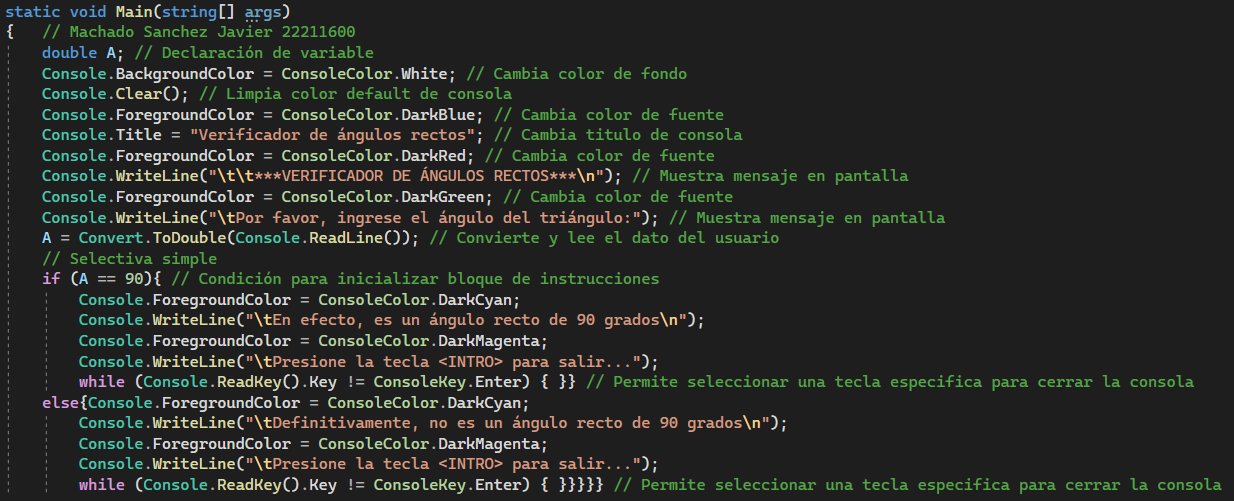 static void Main(string[] args)
{   // Machado Sanchez Javier 22211600
    double A; // Declaración de variable
    Console.BackgroundColor = ConsoleColor.White; // Cambia color de fondo
    Console.Clear(); // Limpia color default de consola
    Console.ForegroundColor = ConsoleColor.DarkBlue; // Cambia color de fuente
    Console.Title = "Verificador de ángulos rectos"; // Cambia titulo de consola
    Console.ForegroundColor = ConsoleColor.DarkRed; // Cambia color de fuente
    Console.WriteLine("\t\t***VERIFICADOR DE ÁNGULOS RECTOS***\n"); // Muestra mensaje en pantalla
    Console.ForegroundColor = ConsoleColor.DarkGreen; // Cambia color de fuente
    Console.WriteLine("\tPor favor, ingrese el ángulo del triángulo:"); // Muestra mensaje en pantalla
    A = Convert.ToDouble(Console.ReadLine()); // Convierte y lee el dato del usuario
    // Selectiva simple
    if (A == 90){ // Condición para inicializar bloque de instrucciones
        Console.ForegroundColor = ConsoleColor.DarkCyan;
        Console.WriteLine("\tEn efecto, es un ángulo recto de 90 grados\n");
        Console.ForegroundColor = ConsoleColor.DarkMagenta;
        Console.WriteLine("\tPresione la tecla <INTRO> para salir...");
        while (Console.ReadKey().Key != ConsoleKey.Enter) { }} // Permite seleccionar una tecla especifica para cerrar la consola
    else{Console.ForegroundColor = ConsoleColor.DarkCyan;
        Console.WriteLine("\tDefinitivamente, no es un ángulo recto de 90 grados\n");
        Console.ForegroundColor = ConsoleColor.DarkMagenta;
        Console.WriteLine("\tPresione la tecla <INTRO> para salir...");
        while (Console.ReadKey().Key != ConsoleKey.Enter) { }}}}} // Permite seleccionar una tecla especifica para cerrar la consola